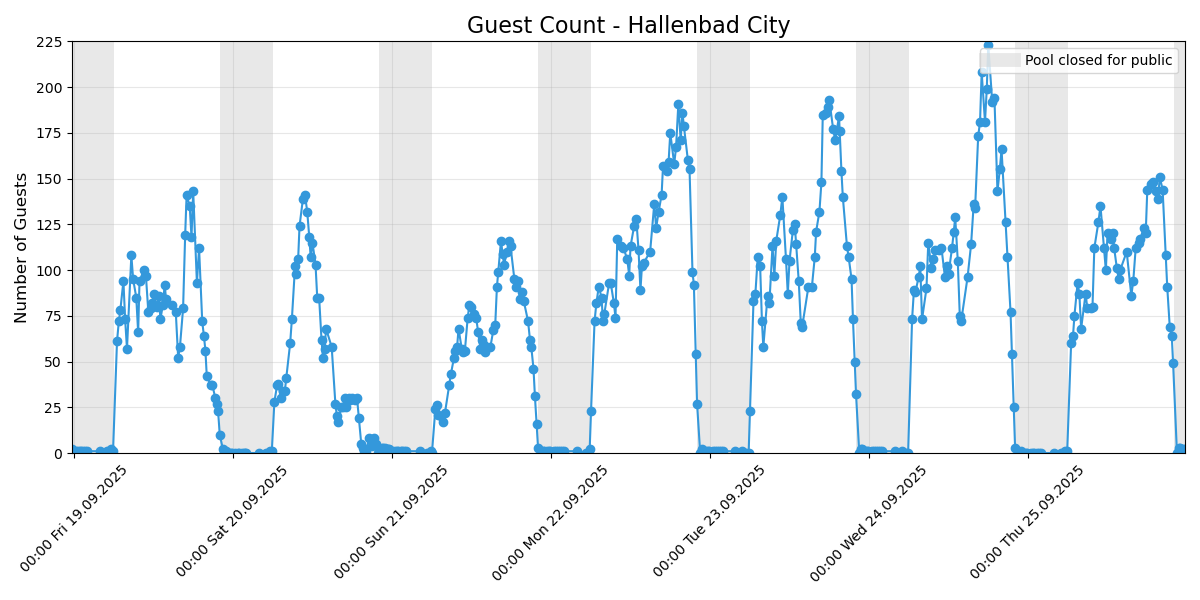 Guest Count - Hallenbad City
Number of Guests
225
200
175
150
125
100
75
50
25
0
Pool closed for public
00:00 Fri 19.09.2025
00:00 Sat 20.09.2025
00:00 Sun 21.09.2025
00:00 Mon 22.09.2025
00:00 Tue 23.09.2025
00:00 Wed 24.09.2025
00:00 Thu 25.09.2025